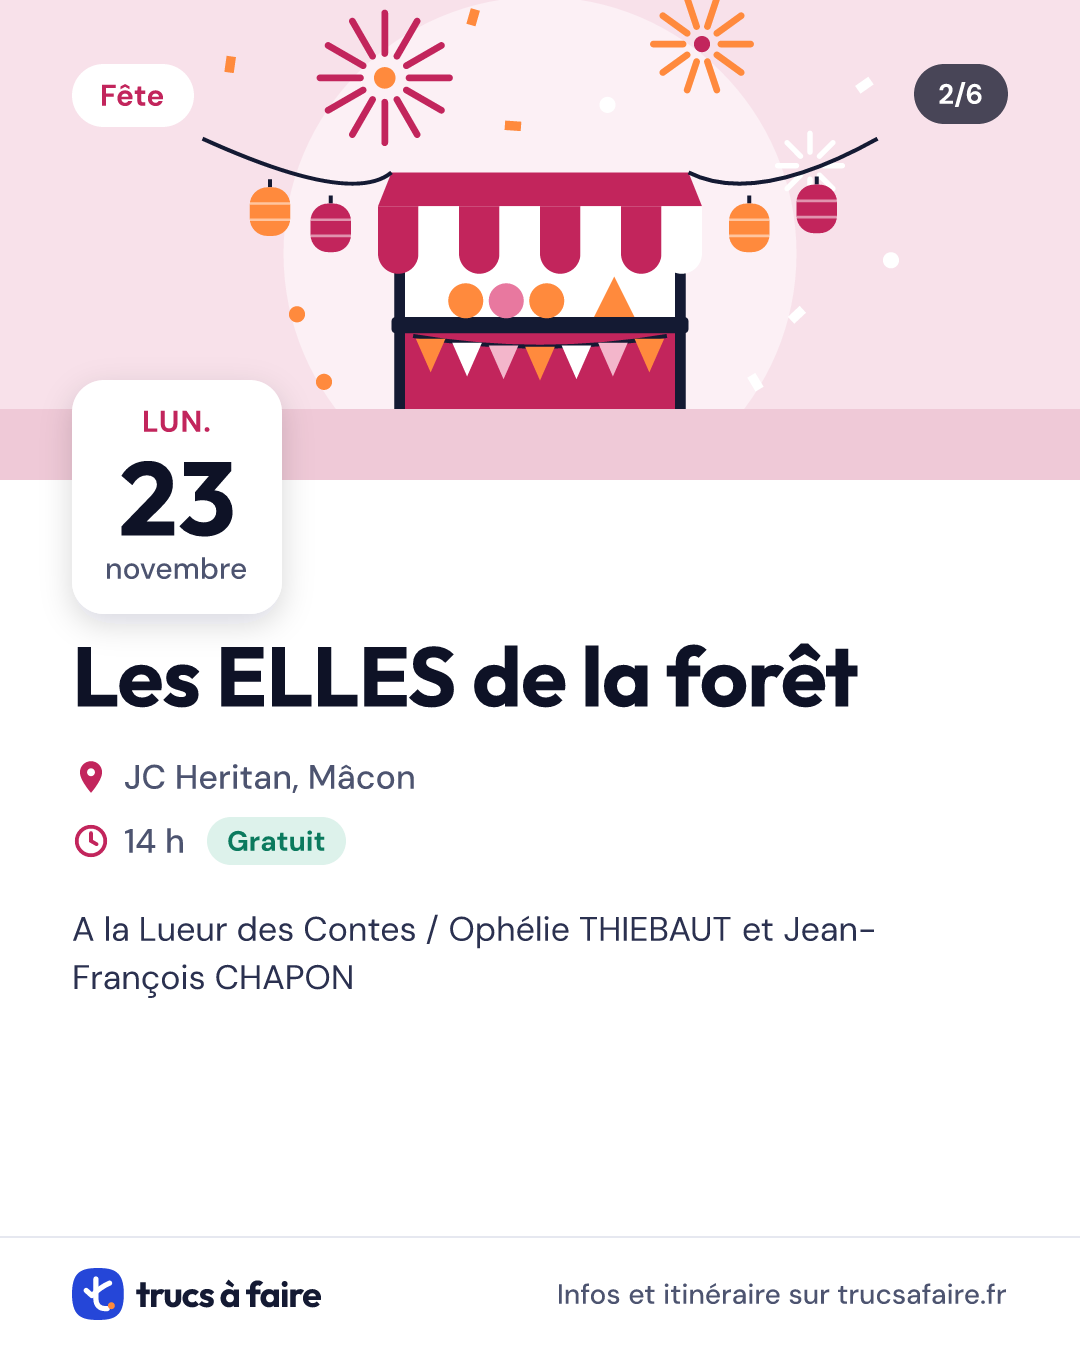 Fête
2/6
LUN.
23
novembre
Les ELLES de la forêt
JC Heritan, Mâcon
14 h
Gratuit
A la Lueur des Contes / Ophélie THIEBAUT et Jean-
François CHAPON
trucs à faire
Infos et itinéraire sur trucsafaire.fr